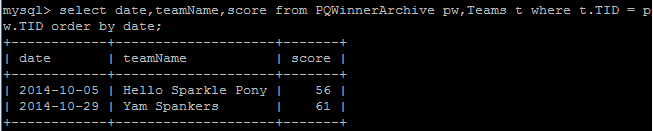 mysql> select date,teamName,score from PQWinnerArchive pw,Teams t where t.TID = p
w.TID order by date;
+------------+--------------------+-------+
| date       | teamName           | score |
+------------+--------------------+-------+
| 2014-10-05 | Hello Sparkle Pony |    56 |
| 2014-10-29 | Yam Spankers       |    61 |
+------------+--------------------+-------+